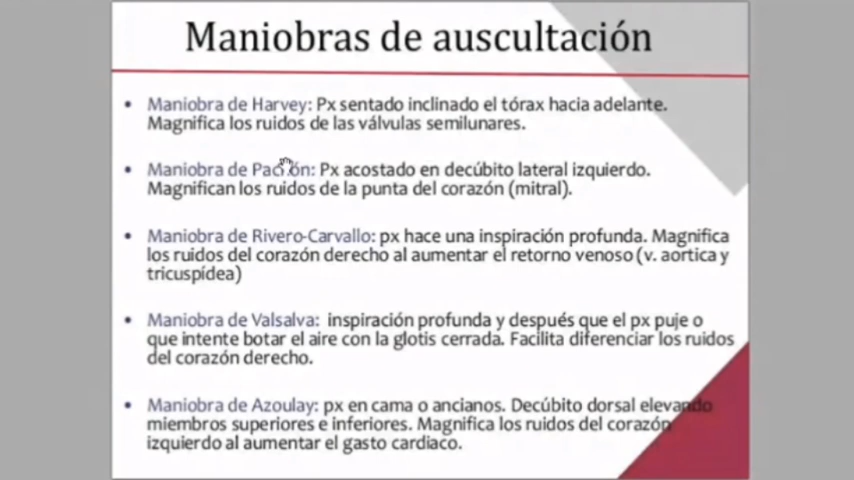 Maniobras de auscultación
• Maniobra de Harvey: Px sentado inclinado el tórax hacia adelante.
Magnifica los ruidos de las válvulas semilunares.
• Maniobra de Px acostado en decúbito lateral izquierdo.
Magnifican los ruidos de la punta del corazón (mitral).
• Maniobra de Rivero-Carvallo: px hace una inspiración profunda. Magnifica
los ruidos del corazón derecho al aumentar el retorno venoso (v. aortica y
tricuspídea)
• Maniobra de Valsalva: inspiración profunda y después que el px puje o
que intente botar el aire con la glotis cerrada. Facilita diferenciar los ruidos
del corazón derecho.
• Maniobra de Azoulay: px en cama o ancianos. Decúbito dorsal elevando
miembros superiores e inferiores. Magnifica los ruidos del corazón
izquierdo al aumentar el gasto cardiaco.